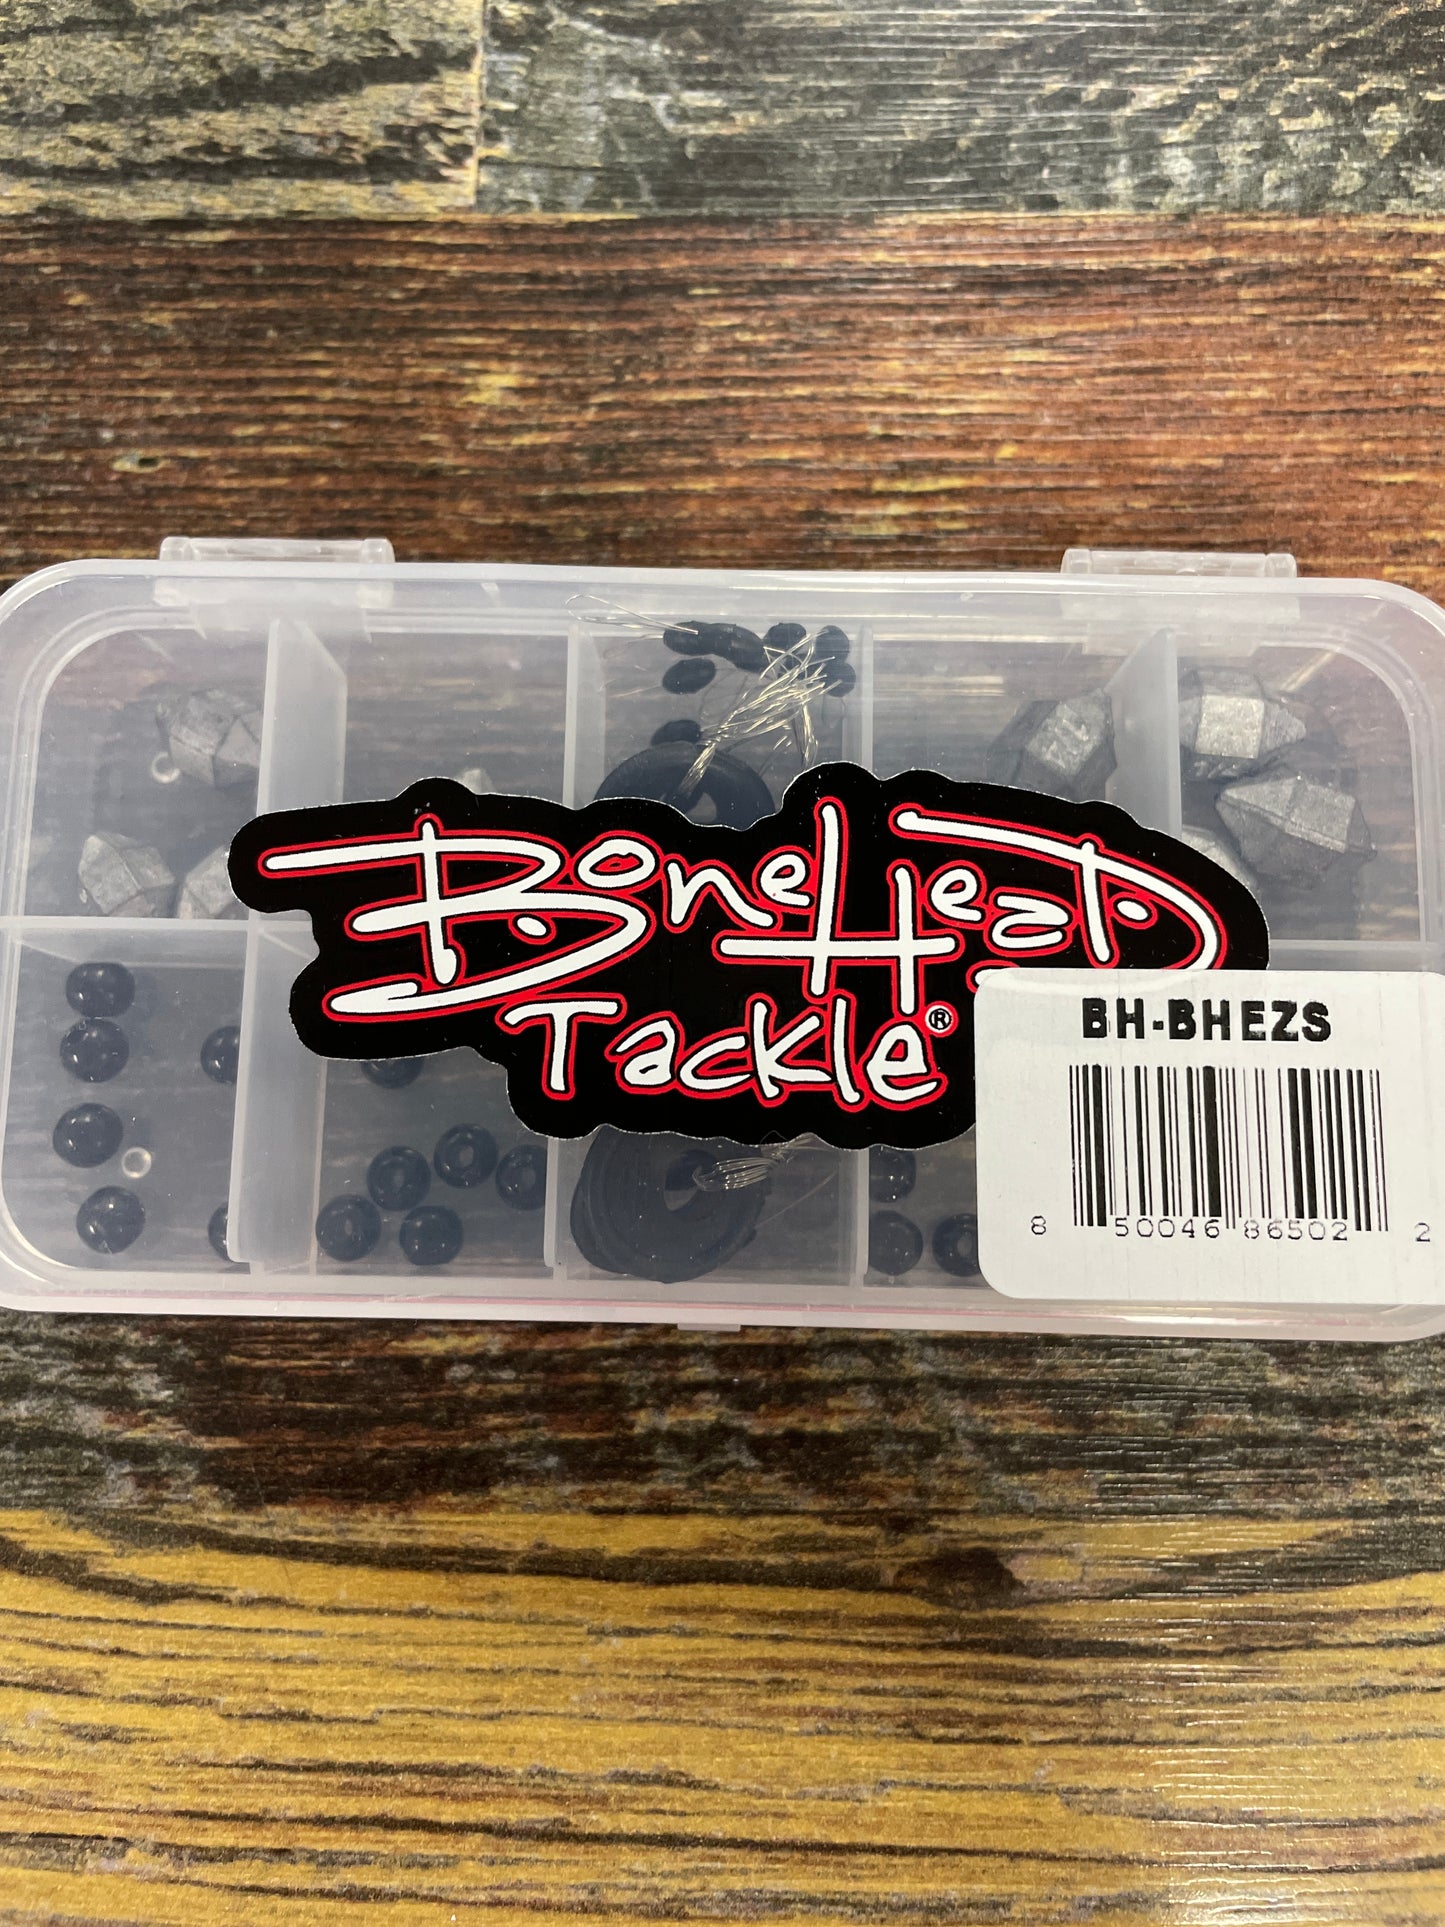 BoneHead
Tackle®
BH-BHEZS
8 50046 86502 2